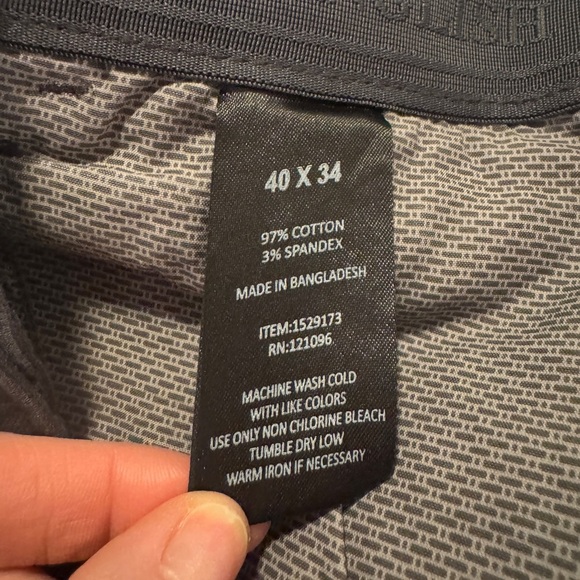 40 X 34
97% COTTON
3% SPANDEX
MADE IN BANGLADESH
ITEM:1529173
RN:121096
MACHINE WASH COLD
WITH LIKE COLORS
USE ONLY NON CHLORINE BLEACH
TUMBLE DRY LOW
WARM IRON IF NECESSARY